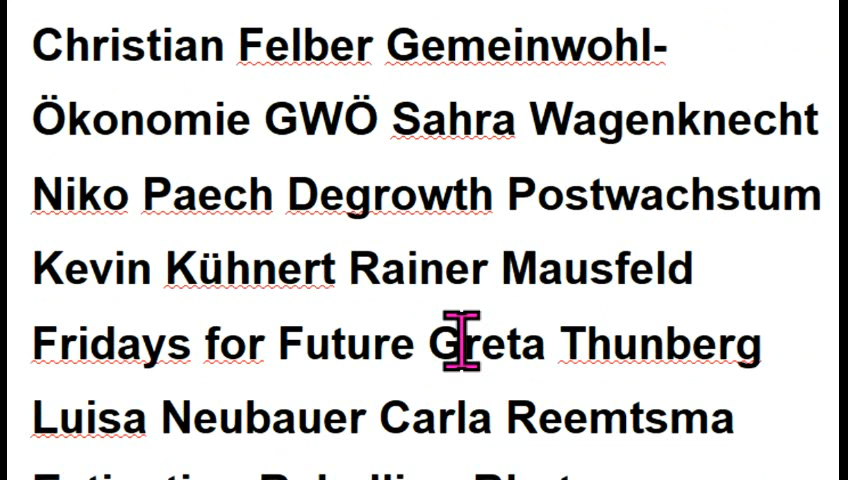 Christian Felber Gemeinwohl-
Ökonomie GWÖ Sahra Wagenknecht
Niko Paech Degrowth Postwachstum
Kevin Kühnert Rainer Mausfeld
Fridays for Future Greta Thunberg
Luisa Neubauer Carla Reemtsma